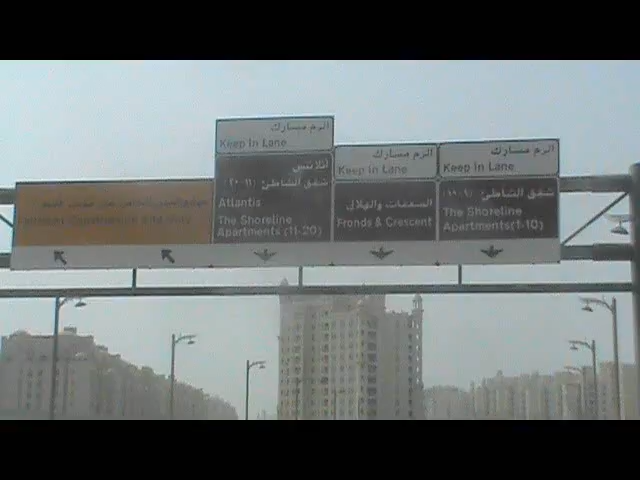 الزم مسارك
Keep In Lane
أتلانتس
شقق الشاطئ (١١-٢٠)
Atlantis
The Shoreline
Apartments (11-20)
الزم مسارك
Keep In Lane
السعفات والهلال
Fronds & Crescent
الزم مسارك
Keep In Lane
شقق الشاطئ (١-١٠)
The Shoreline
Apartments(1-10)